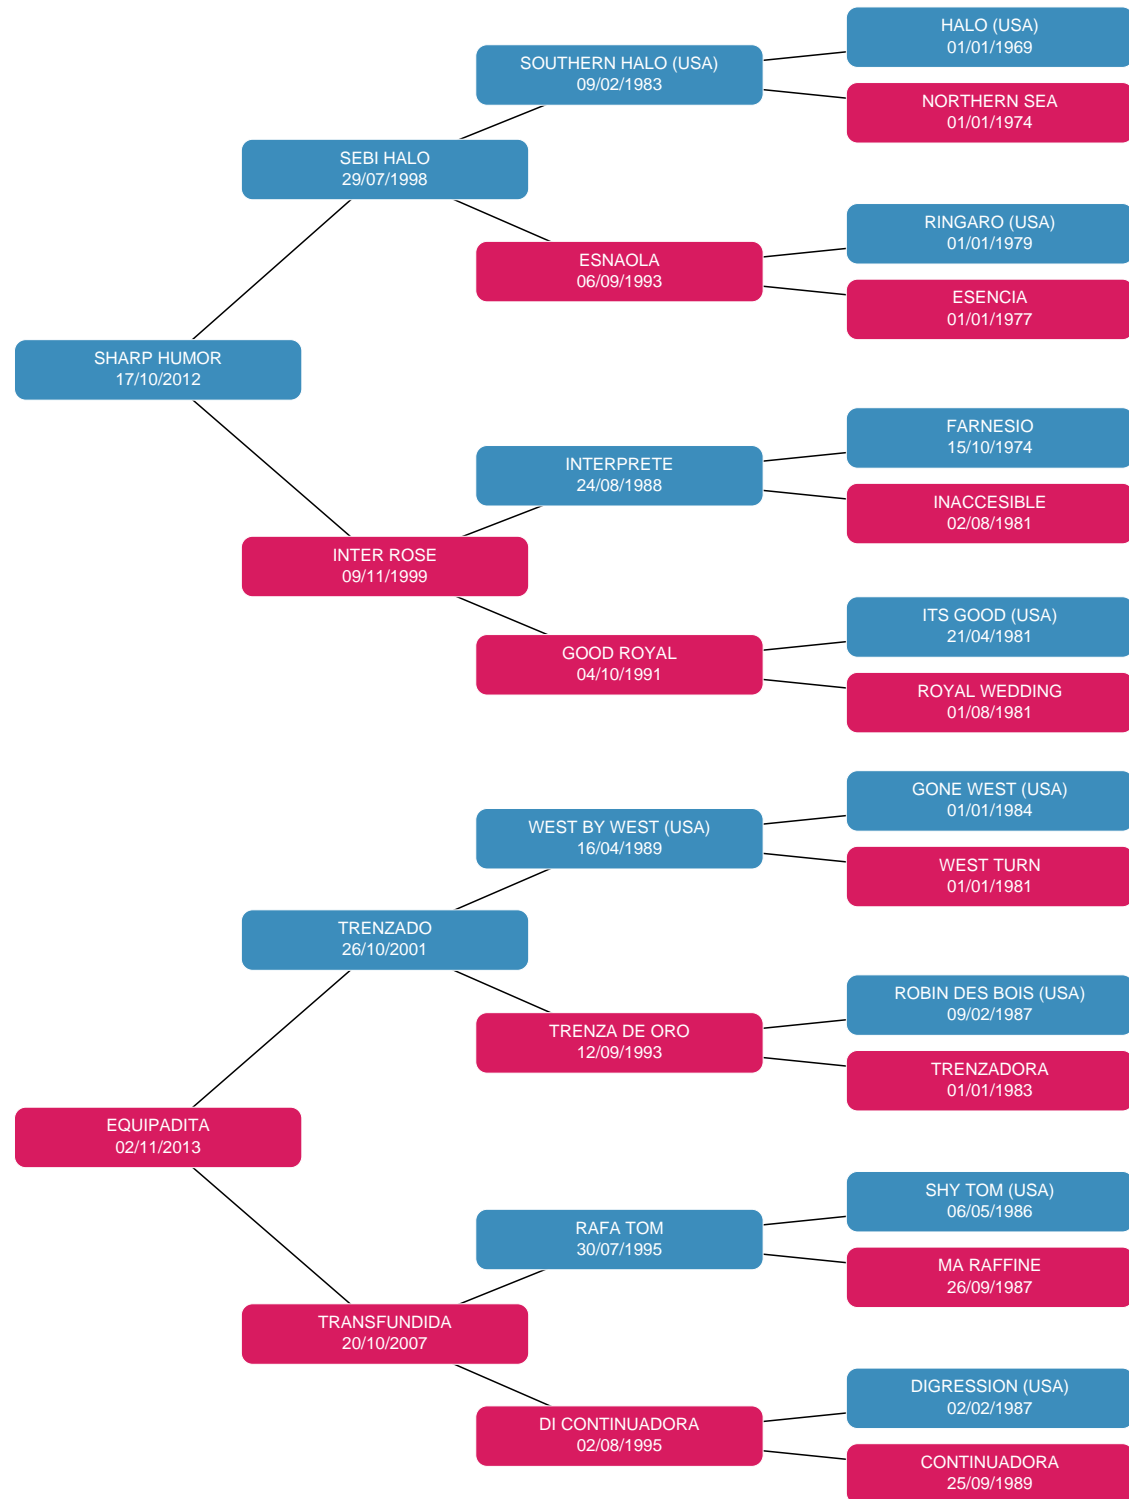 HALO (USA)
01/01/1969
SOUTHERN HALO (USA)
09/02/1983
NORTHERN SEA
01/01/1974
SEBI HALO
29/07/1998
RINGARO (USA)
01/01/1979
ESNAOLA
06/09/1993
ESENCIA
01/01/1977
SHARP HUMOR
17/10/2012
FARNESIO
15/10/1974
INTERPRETE
24/08/1988
INACCESIBLE
02/08/1981
INTER ROSE
09/11/1999
ITS GOOD (USA)
21/04/1981
GOOD ROYAL
04/10/1991
ROYAL WEDDING
01/08/1981
GONE WEST (USA)
01/01/1984
WEST BY WEST (USA)
16/04/1989
WEST TURN
01/01/1981
TRENZADO
26/10/2001
ROBIN DES BOIS (USA)
09/02/1987
TRENZA DE ORO
12/09/1993
TRENZADORA
01/01/1983
EQUIPADITA
02/11/2013
SHY TOM (USA)
06/05/1986
RAFA TOM
30/07/1995
MA RAFFINE
26/09/1987
TRANSFUNDIDA
20/10/2007
DIGRESSION (USA)
02/02/1987
DI CONTINUADORA
02/08/1995
CONTINUADORA
25/09/1989